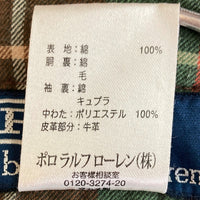 表 地：綿 100%
胴 裏：綿
毛
袖 裏：綿
キュプラ
中わた：ポリエステル 100%
皮革部分：牛革
ポロ ラルフ ローレン(株)
お客様相談室
0120-3274-20